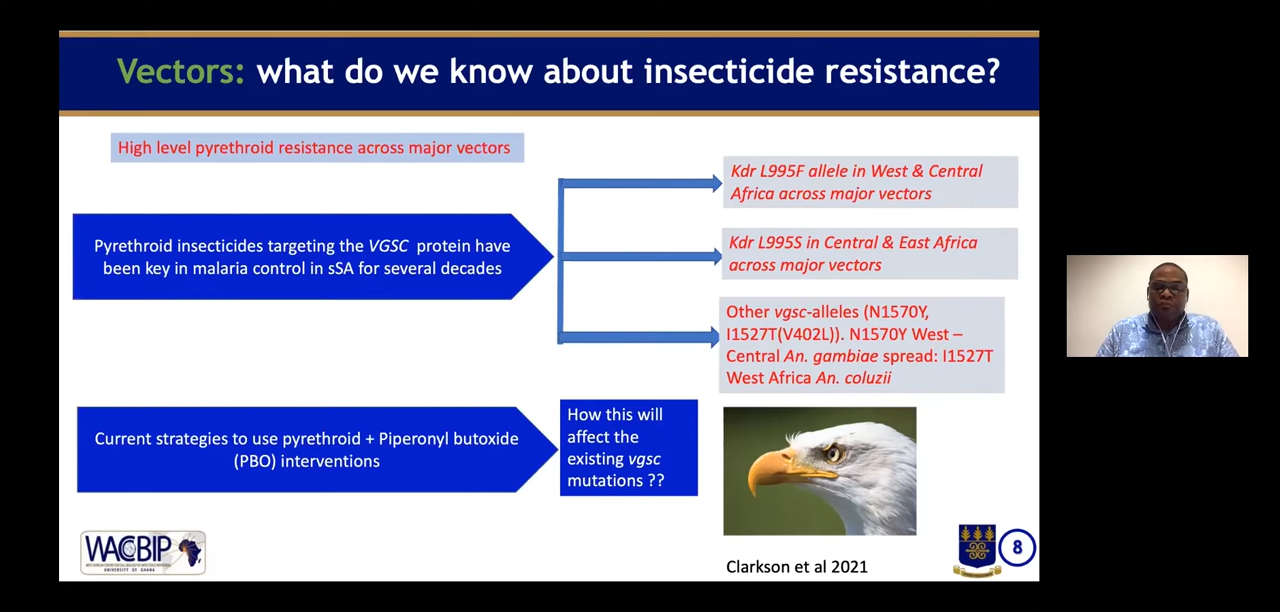 Vectors: what do we know about insecticide resistance?
High level pyrethroid resistance across major vectors
Pyrethroid insecticides targeting the VGSC protein have
been key in malaria control in sSA for several decades
Kdr L995F allele in West & Central
Africa across major vectors
Kdr L995S in Central & East Africa
across major vectors
Other vgsc-alleles (N1570Y,
I1527T(V402L)). N1570Y West –
Central An. gambiae spread: I1527T
West Africa An. coluzii
Current strategies to use pyrethroid + Piperonyl butoxide
(PBO) interventions
How this will
affect the
existing vgsc
mutations ??
WACCBIP
UNIVERSITY OF GHANA
Clarkson et al 2021
8